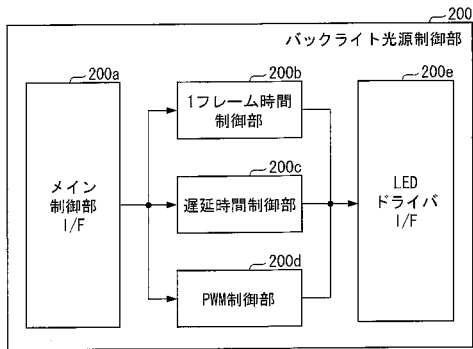 200
バックライト光源制御部
200a
メイン
制御部
I/F
200b
1フレーム時間
制御部
200c
遅延時間制御部
200d
PWM制御部
200e
LED
ドライバ
I/F